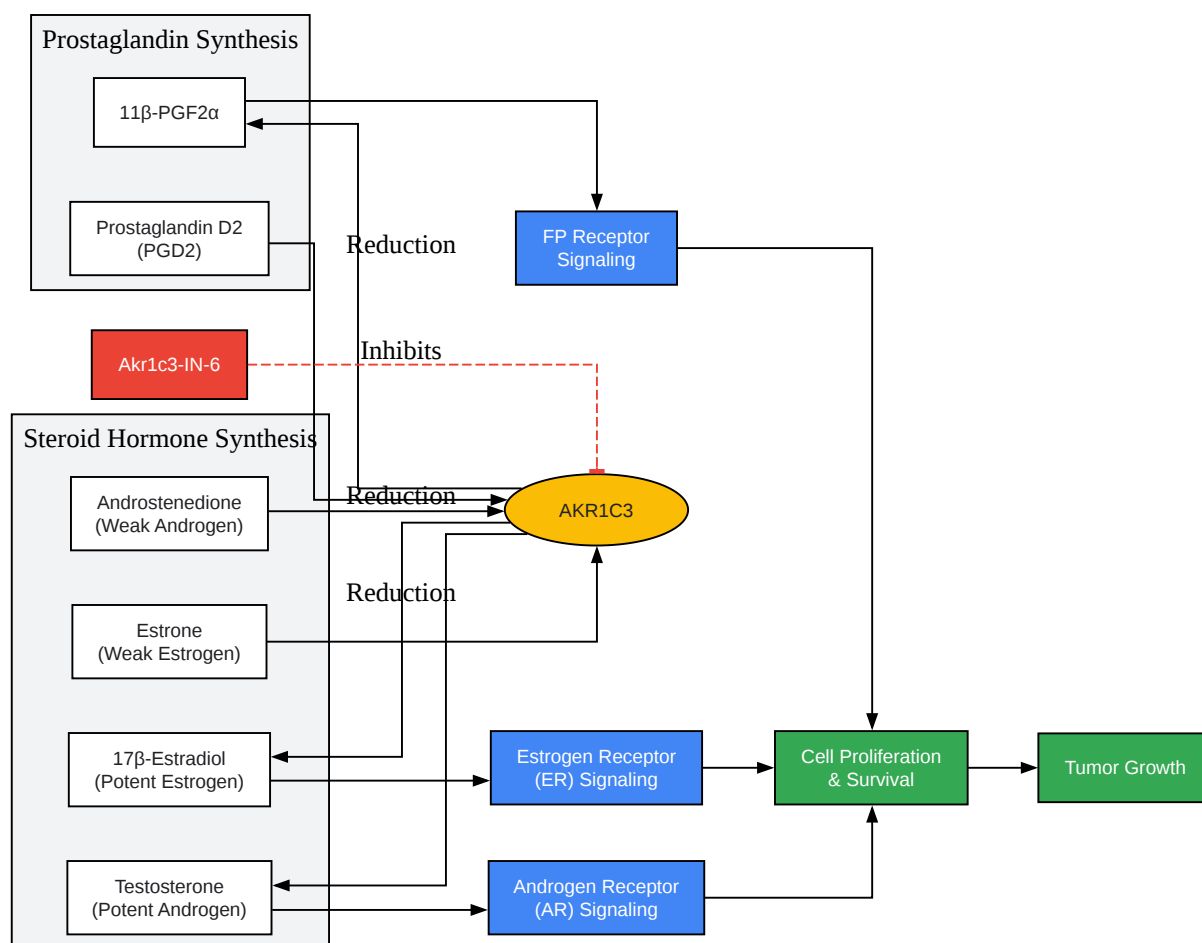 Prostaglandin Synthesis
11β-PGF2α
Prostaglandin D2
(PGD2)
Reduction
FP Receptor
Signaling
Akr1c3-IN-6
Inhibits
Steroid Hormone Synthesis
Androstenedione
(Weak Androgen)
Reduction
AKR1C3
Reduction
Estrone
(Weak Estrogen)
17β-Estradiol
(Potent Estrogen)
Estrogen Receptor
(ER) Signaling
Cell Proliferation
& Survival
Tumor Growth
Testosterone
(Potent Androgen)
Androgen Receptor
(AR) Signaling